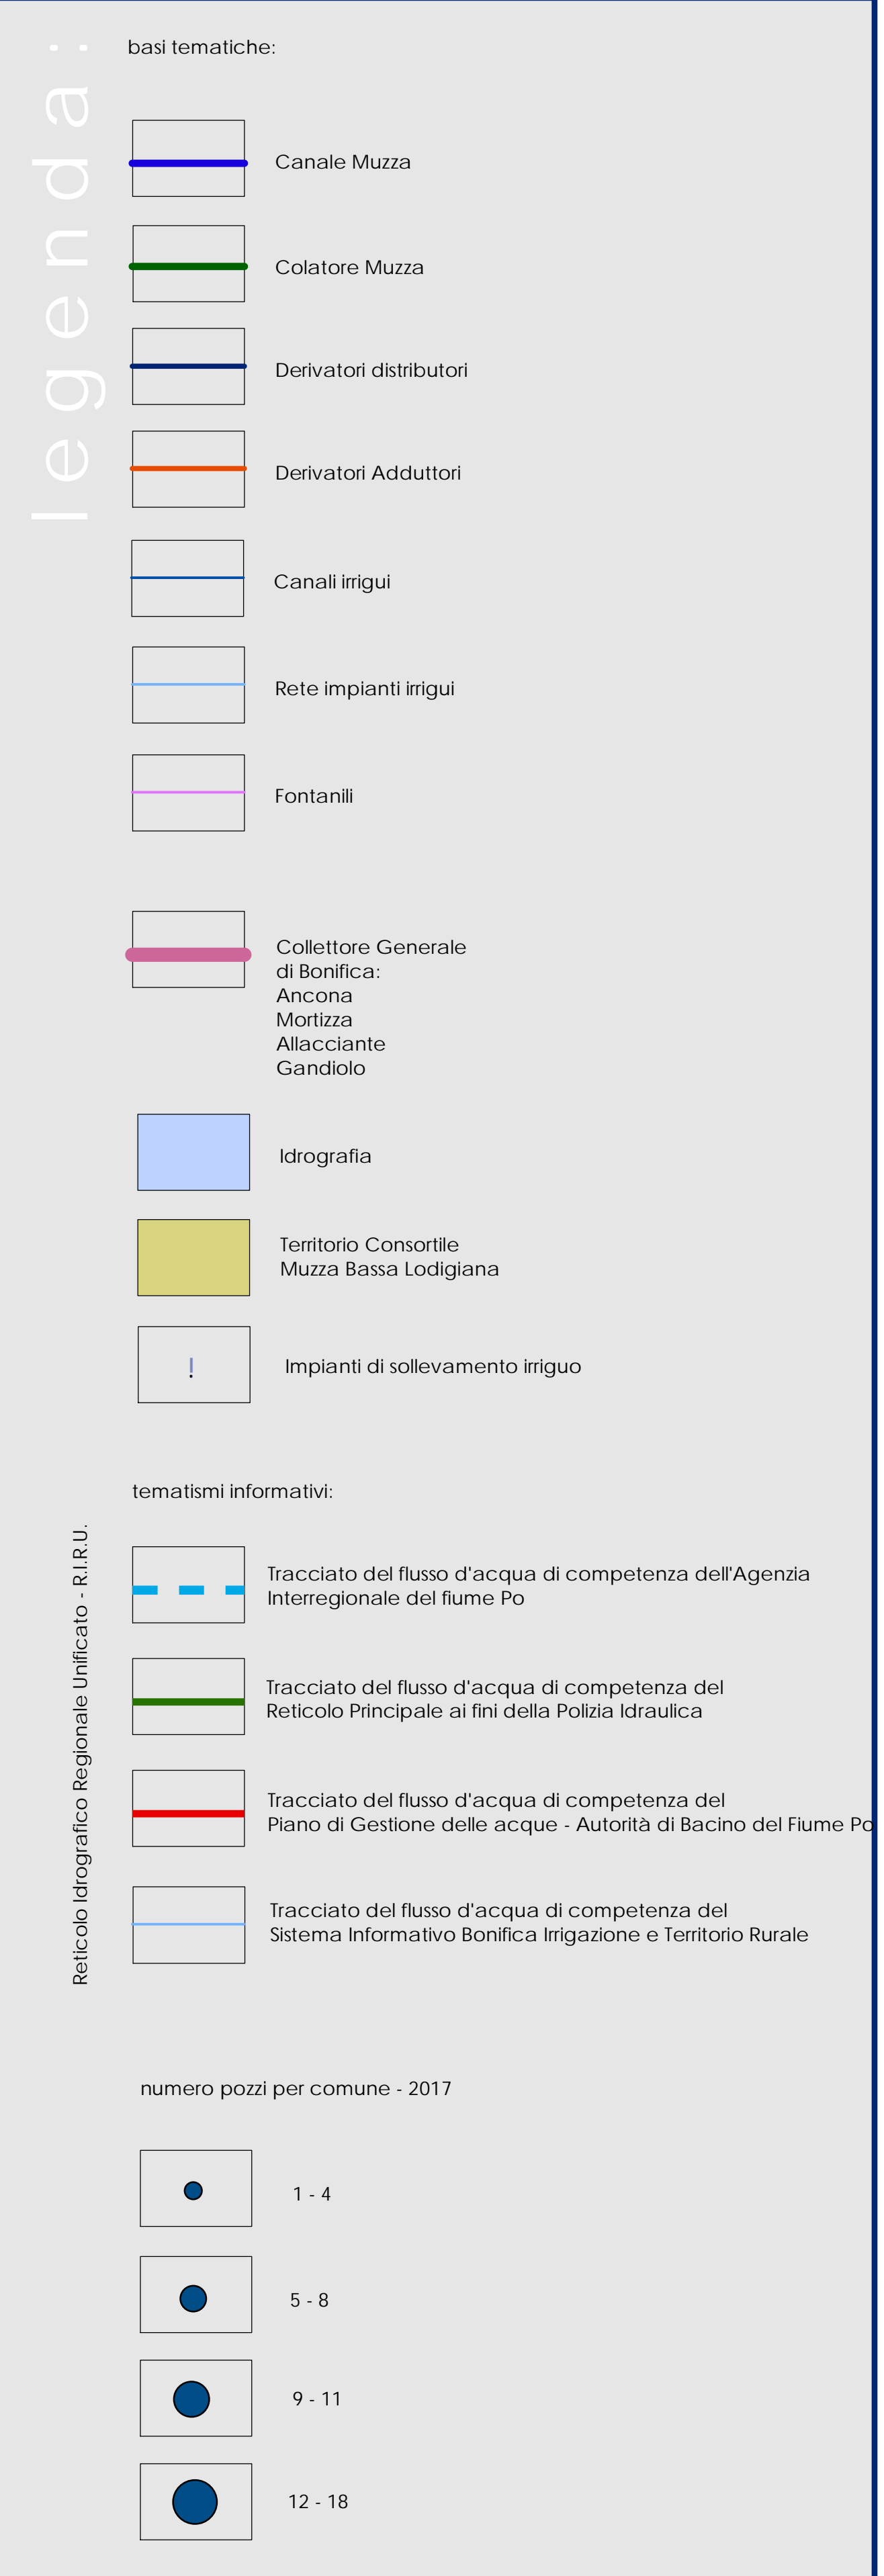 legenda:
basi tematiche:
Canale Muzza
Colatore Muzza
Derivatori distributori
Derivatori Adduttori
Canali irrigui
Rete impianti irrigui
Fontanili
Collettore Generale
di Bonifica:
Ancona
Mortizza
Allacciante
Gandiolo
Idrografia
Territorio Consortile
Muzza Bassa Lodigiana
!
Impianti di sollevamento irriguo
tematismi informativi:
Reticolo Idrografico Regionale Unificato - R.I.R.U.
Tracciato del flusso d'acqua di competenza dell'Agenzia
Interregionale del fiume Po
Tracciato del flusso d'acqua di competenza del
Reticolo Principale ai fini della Polizia Idraulica
Tracciato del flusso d'acqua di competenza del
Piano di Gestione delle acque - Autorità di Bacino del Fiume Po
Tracciato del flusso d'acqua di competenza del
Sistema Informativo Bonifica Irrigazione e Territorio Rurale
numero pozzi per comune - 2017
1 - 4
5 - 8
9 - 11
12 - 18